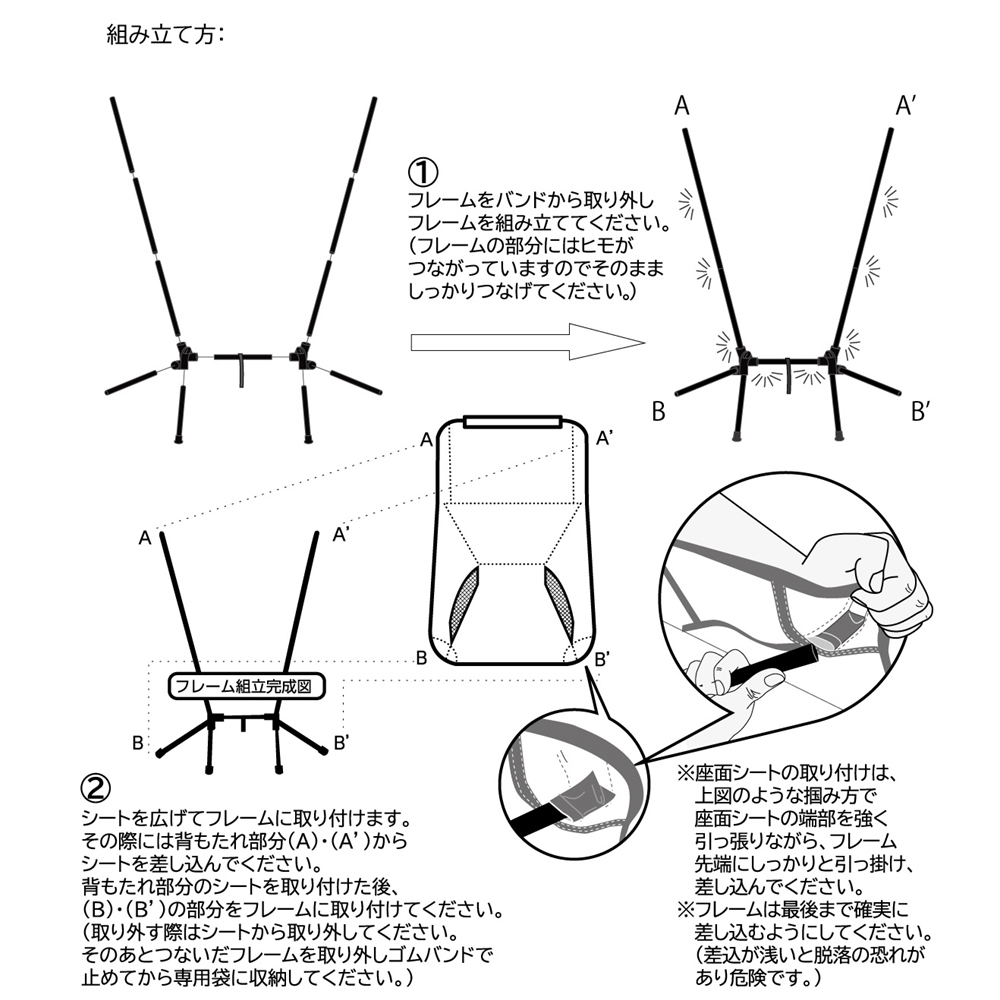 組み立て方：
①
フレームをバンドから取り外し
フレームを組み立ててください。
（フレームの部分にはヒモが
つながっていますのでそのまま
しっかりつなげてください。）
A
A’
B
B’
A
A’
A
A’
B
B’
フレーム組立完成図
B
B’
②
シートを広げてフレームに取り付けます。
その際には背もたれ部分（A）・（A’）から
シートを差し込んでください。
背もたれ部分のシートを取り付けた後、
（B）・（B’）の部分をフレームに取り付けてください。
（取り外す際はシートから取り外してください。
そのあとつないだフレームを取り外しゴムバンドで
止めてから専用袋に収納してください。）
※座面シートの取り付けは、
上図のような掴み方で
座面シートの端部を強く
引っ張りながら、フレーム
先端にしっかりと引っ掛け、
差し込んでください。
※フレームは最後まで確実に
差し込むようにしてください。
（差込が浅いと脱落の恐れが
あり危険です。）